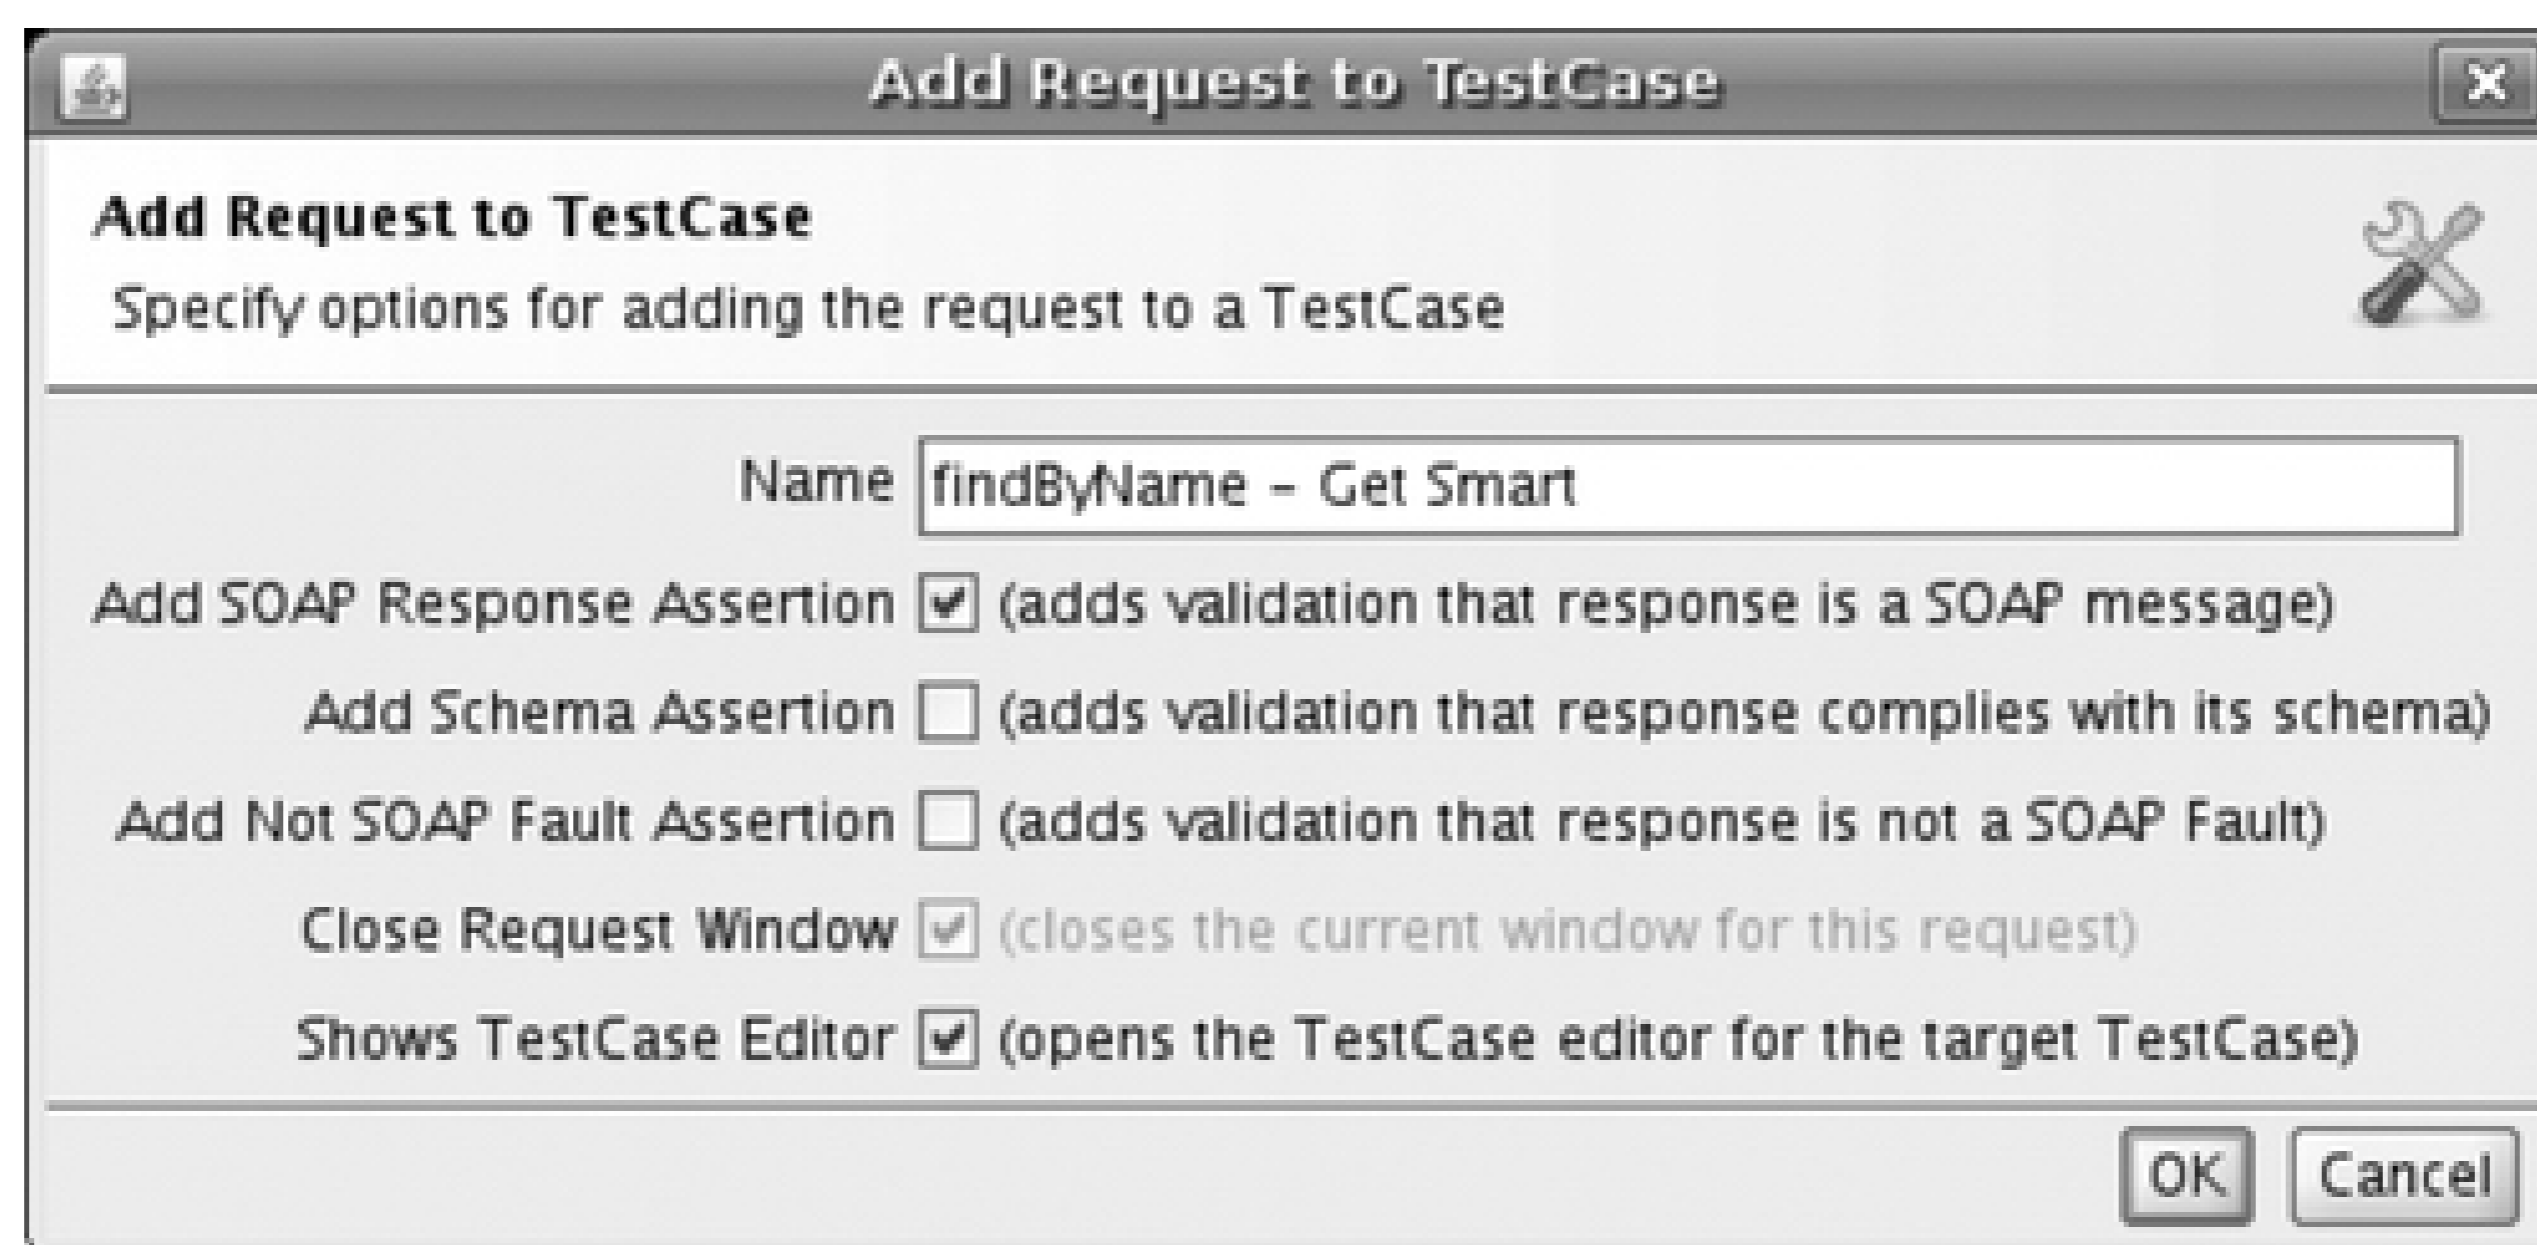 Add Request to TestCase
Add Request to TestCase
Specify options for adding the request to a TestCase
Name findByName - Get Smart
Add SOAP Response Assertion (adds validation that response is a SOAP message)
Add Schema Assertion (adds validation that response complies with its schema)
Add Not SOAP Fault Assertion (adds validation that response is not a SOAP Fault)
Close Request Window (closes the current window for this request)
Shows TestCase Editor (opens the TestCase editor for the target TestCase)
OK Cancel